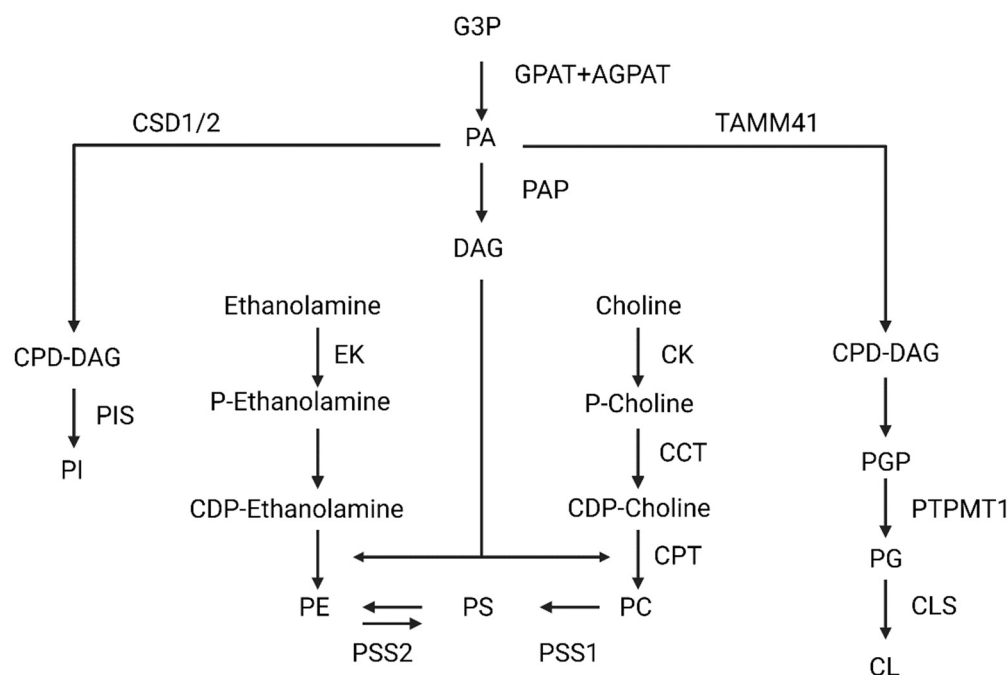 G3P
GPAT+AGPAT
CSD1/2
PA
TAMM41
PAP
DAG
Ethanolamine
Choline
CPD-DAG
EK
CK
CPD-DAG
P-Ethanolamine
P-Choline
PIS
CCT
PI
PGP
CDP-Ethanolamine
CDP-Choline
PTPMT1
CPT
PG
PE
PS
PC
CLS
PSS2
PSS1
CL